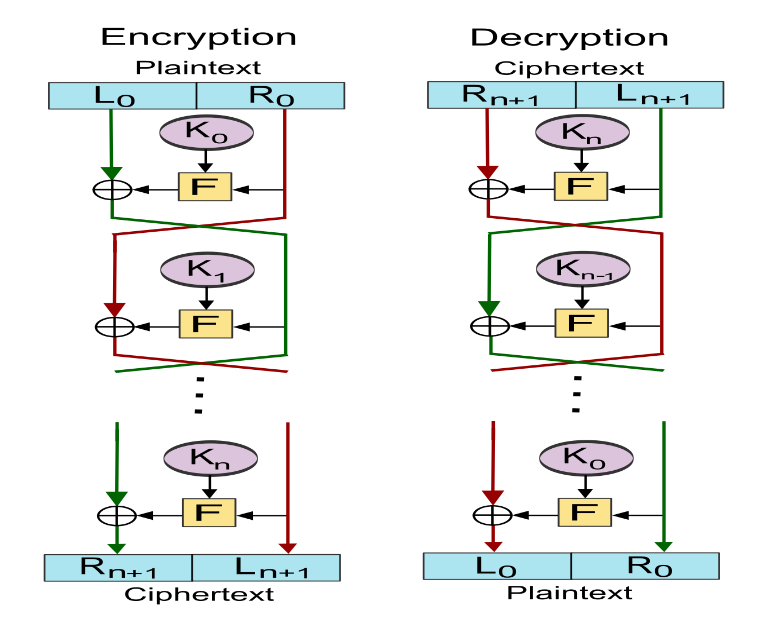 Encryption
Plaintext
L0 R0
K0
F
K1
F
Kn
F
Rn+1 Ln+1
Ciphertext
Decryption
Ciphertext
Rn+1 Ln+1
Kn
F
Kn-1
F
K0
F
L0 R0
Plaintext